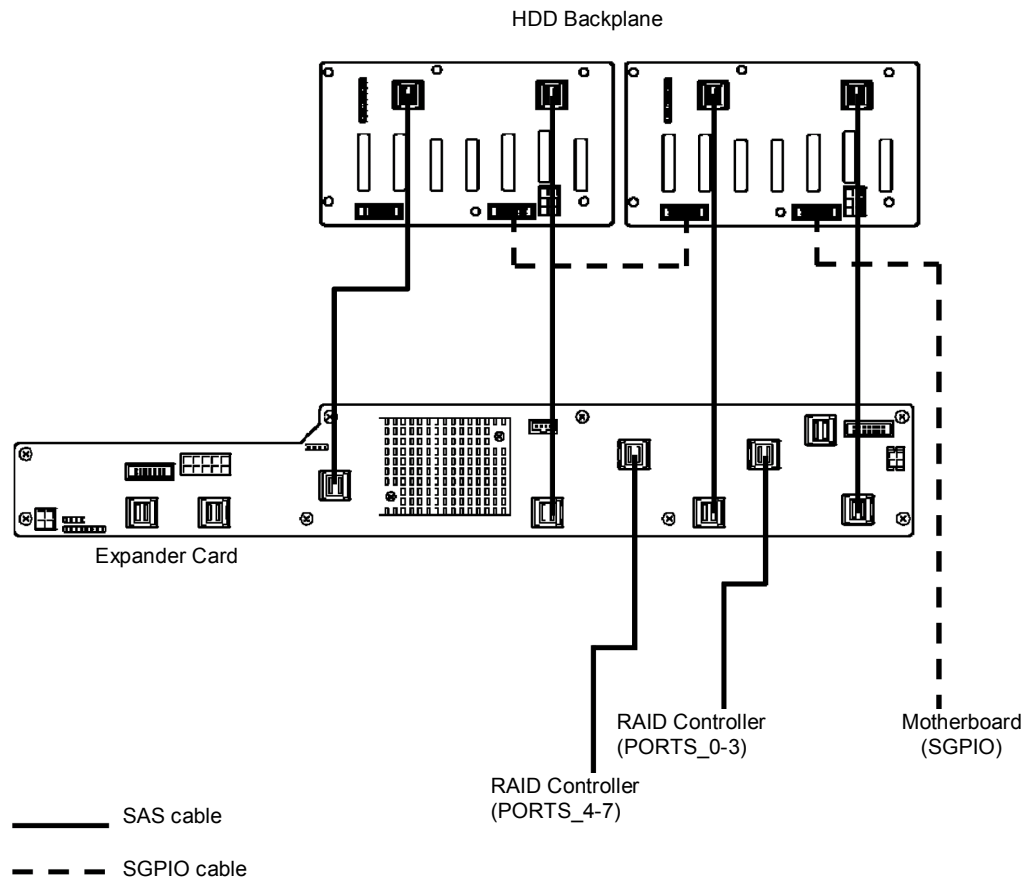 HDD Backplane
Expander Card
RAID Controller
(PORTS_0-3)
Motherboard
(SGPIO)
RAID Controller
(PORTS_4-7)
SAS cable
SGPIO cable